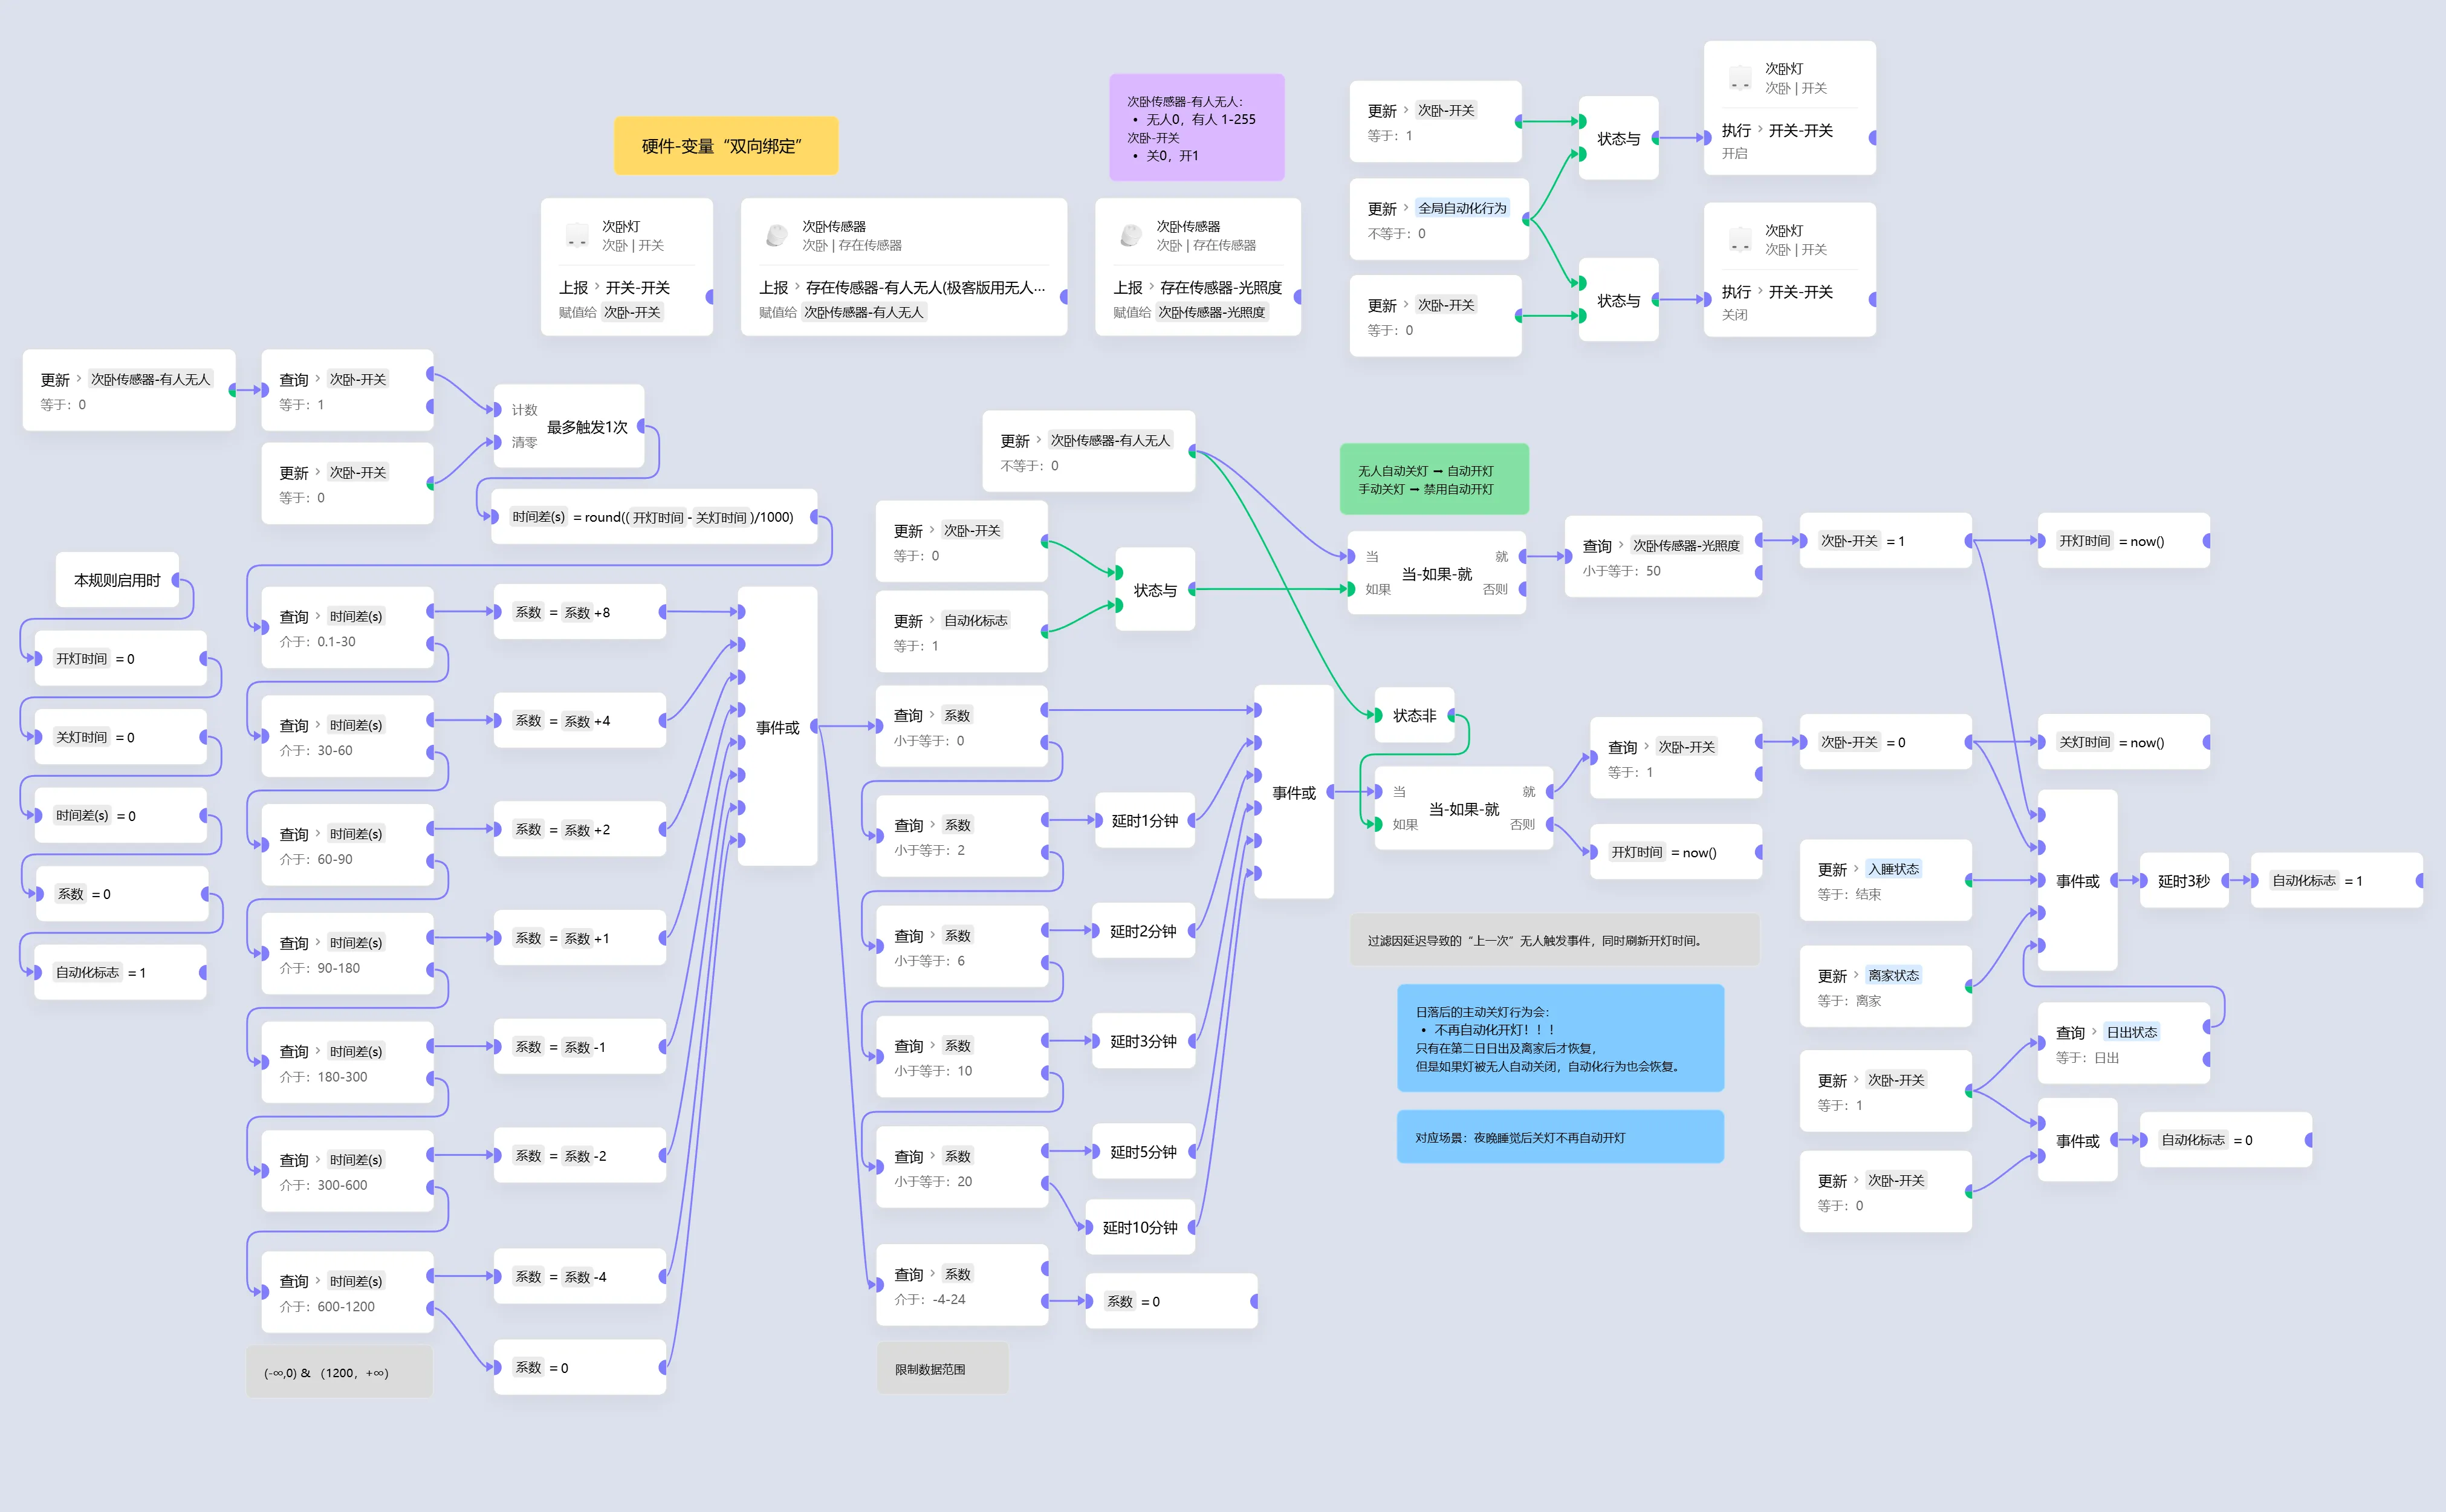 硬件-变量“双向绑定”
次卧传感器-有人无人：
• 无人0，有人 1-255
次卧-开关
• 关0，开1
次卧灯
次卧 | 开关
上报 › 开关-开关
赋值给 次卧-开关
次卧传感器
次卧 | 存在传感器
上报 › 存在传感器-有人无人(极客版用无人...
赋值给 次卧传感器-有人无人
次卧传感器
次卧 | 存在传感器
上报 › 存在传感器-光照度
赋值给 次卧传感器-光照度
更新 › 次卧-开关
等于：1
更新 › 全局自动化行为
不等于：0
更新 › 次卧-开关
等于：0
状态与
状态与
次卧灯
次卧 | 开关
执行 › 开关-开关
开启
次卧灯
次卧 | 开关
执行 › 开关-开关
关闭
更新 › 次卧传感器-有人无人
等于：0
查询 › 次卧-开关
等于：1
更新 › 次卧-开关
等于：0
计数
最多触发1次
清零
时间差(s) = round((开灯时间 - 关灯时间)/1000)
本规则启用时
开灯时间 = 0
关灯时间 = 0
时间差(s) = 0
系数 = 0
自动化标志 = 1
查询 › 时间差(s)
介于：0.1-30
系数 = 系数+8
查询 › 时间差(s)
介于：30-60
系数 = 系数+4
查询 › 时间差(s)
介于：60-90
系数 = 系数+2
查询 › 时间差(s)
介于：90-180
系数 = 系数+1
查询 › 时间差(s)
介于：180-300
系数 = 系数-1
查询 › 时间差(s)
介于：300-600
系数 = 系数-2
查询 › 时间差(s)
介于：600-1200
系数 = 系数-4
系数 = 0
(-∞,0) & （1200，+∞）
事件或
更新 › 次卧传感器-有人无人
不等于：0
更新 › 次卧-开关
等于：0
更新 › 自动化标志
等于：1
状态与
查询 › 系数
小于等于：0
查询 › 系数
小于等于：2
延时1分钟
查询 › 系数
小于等于：6
延时2分钟
查询 › 系数
小于等于：10
延时3分钟
查询 › 系数
小于等于：20
延时5分钟
延时10分钟
查询 › 系数
介于：-4-24
系数 = 0
限制数据范围
事件或
无人自动关灯 ➡ 自动开灯
手动关灯 ➡ 禁用自动开灯
当
就
当-如果-就
如果
否则
查询 › 次卧传感器-光照度
小于等于：50
次卧-开关 = 1
开灯时间 = now()
状态非
当
就
当-如果-就
如果
否则
查询 › 次卧-开关
等于：1
开灯时间 = now()
次卧-开关 = 0
关灯时间 = now()
过滤因延迟导致的“上一次”无人触发事件，同时刷新开灯时间。
日落后的主动关灯行为会：
• 不再自动化开灯！！！
只有在第二日日出及离家后才恢复，
但是如果灯被无人自动关闭，自动化行为也会恢复。
对应场景：夜晚睡觉后关灯不再自动开灯
更新 › 入睡状态
等于：结束
更新 › 离家状态
等于：离家
更新 › 次卧-开关
等于：1
更新 › 次卧-开关
等于：0
事件或
延时3秒
自动化标志 = 1
查询 › 日出状态
等于：日出
事件或
自动化标志 = 0